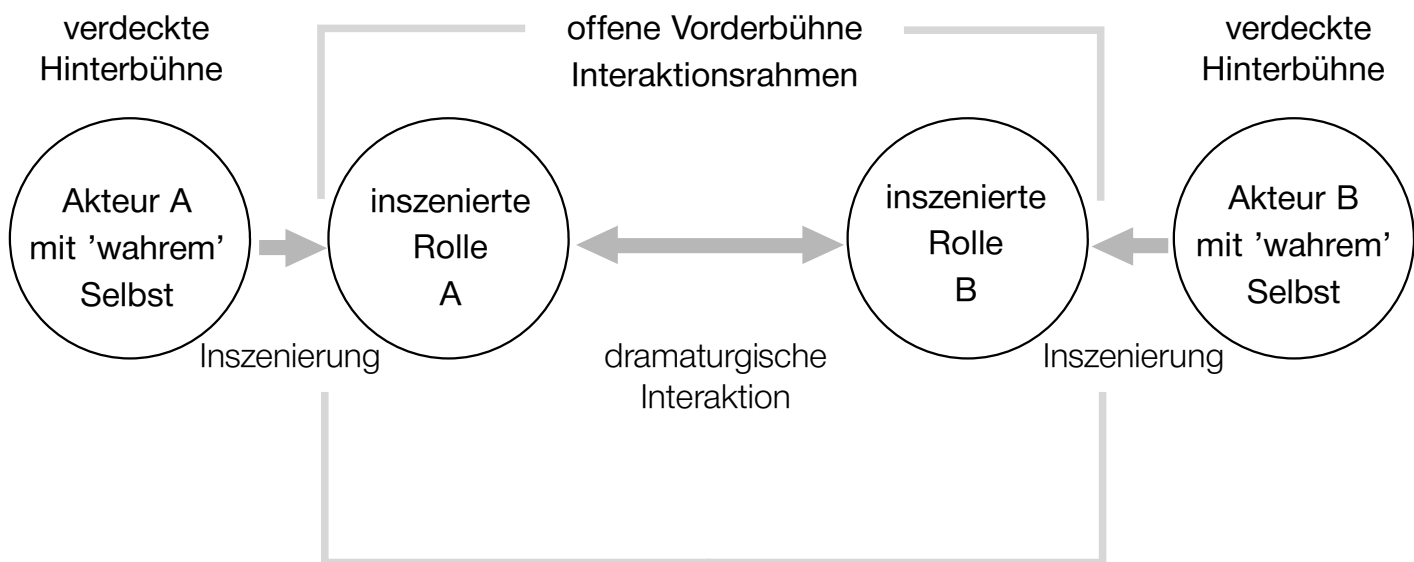 verdeckte
Hinterbühne
offene Vorderbühne
Interaktionsrahmen
verdeckte
Hinterbühne
Akteur A
mit ’wahrem’
Selbst
inszenierte
Rolle
A
inszenierte
Rolle
B
Akteur B
mit ’wahrem’
Selbst
Inszenierung
dramaturgische
Interaktion
Inszenierung